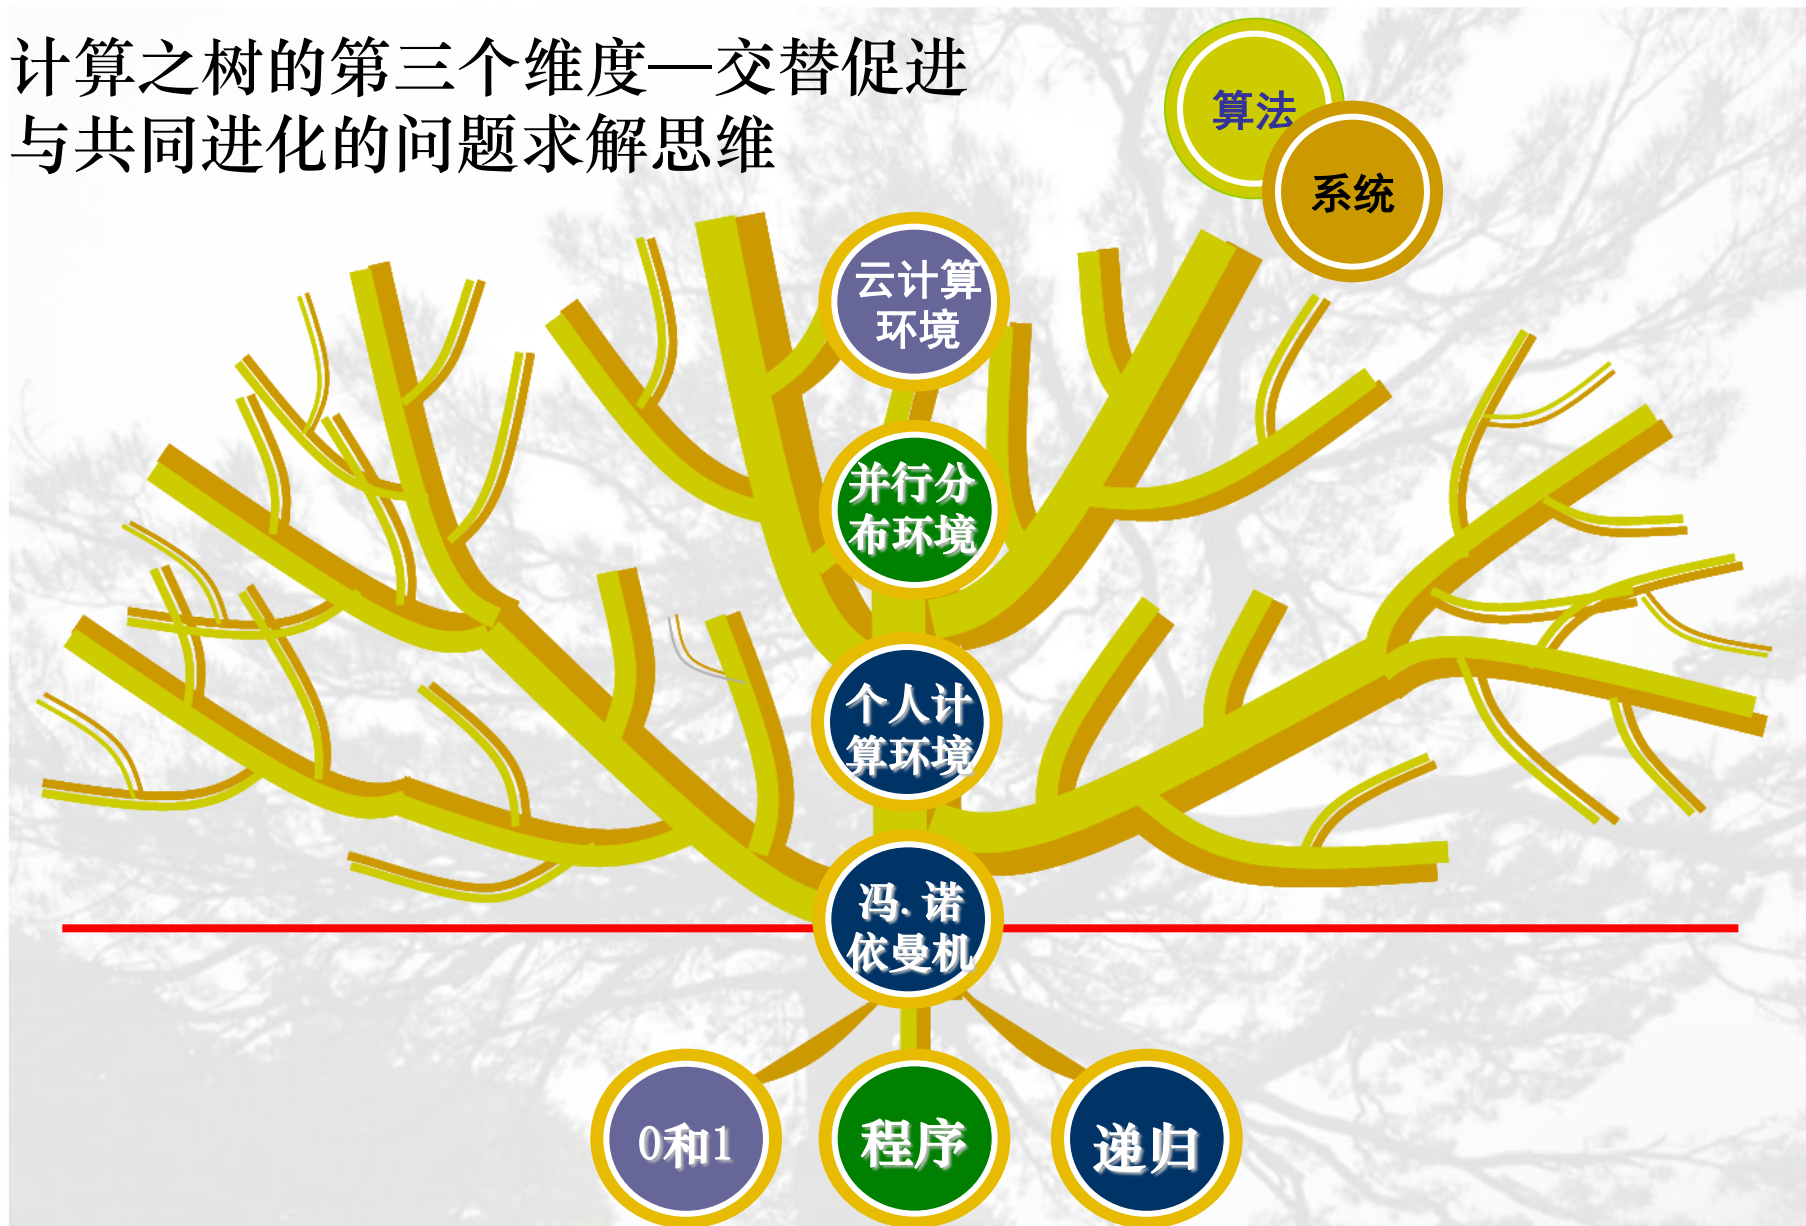 计算之树的第三个维度—交替促进
与共同进化的问题求解思维
算法
系统
云计算
环境
并行分
布环境
个人计
算环境
冯.诺
依曼机
0和1
程序
递归